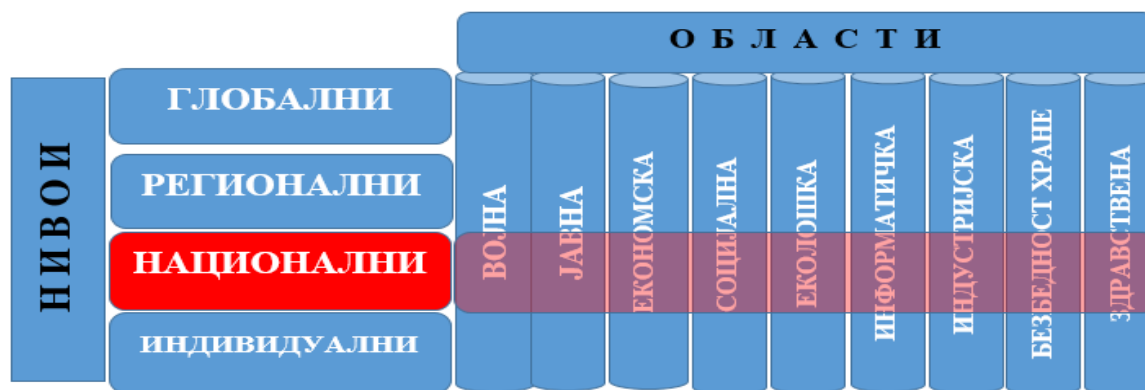 О Б Л А С Т И
Н И В О И
ГЛОБАЛНИ
РЕГИОНАЛНИ
НАЦИОНАЛНИ
ИНДИВИДУАЛНИ
ВОЈНА
ЈАВНА
ЕКОНОМСКА
СОЦИЈАЛНА
ЕКОЛОШКА
ИНФОРМАТИЧКА
ИНДУСТРИЈСКА
БЕЗБЕДНОСТ ХРАНЕ
ЗДРАВСТВЕНА